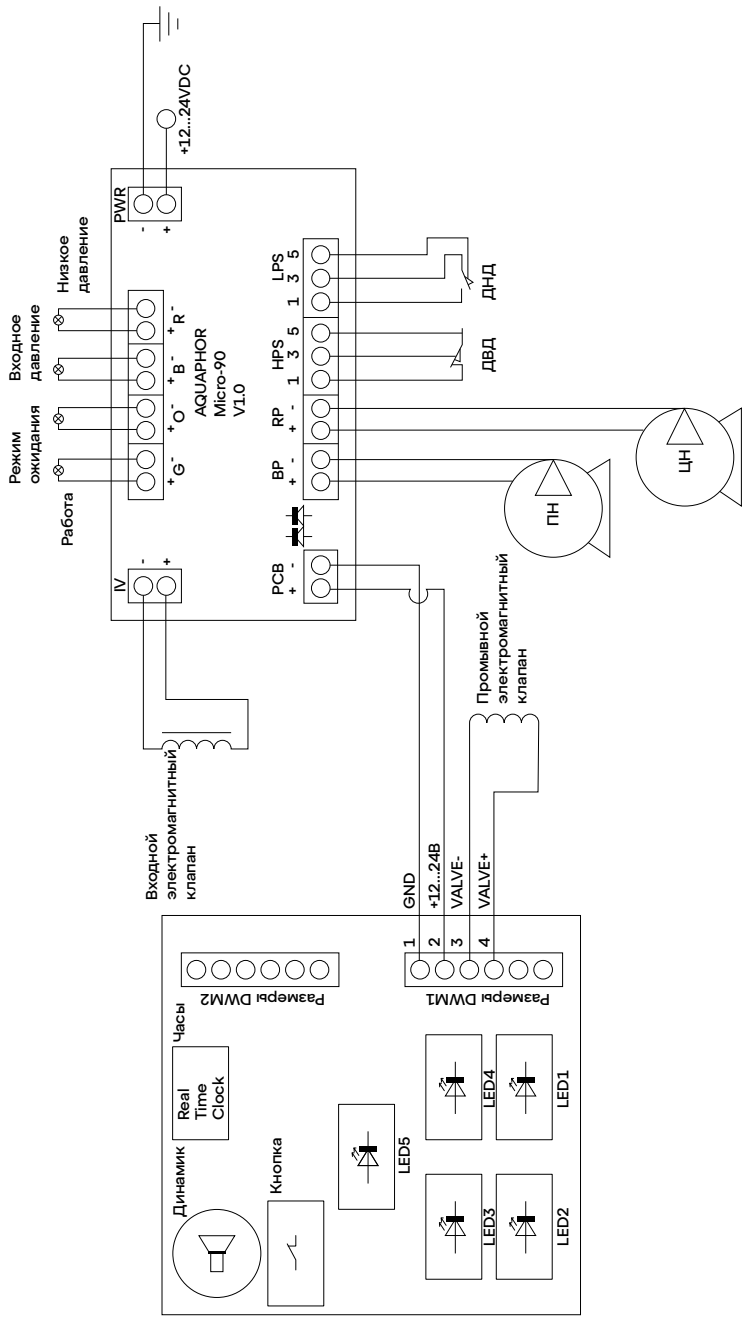 Входной
электромагнитный
клапан
Работа
Режим
ожидания
Входное
давление
Низкое
давление
IV
-
+
+ G -
+ O -
+ B -
+ R -
PWR
-
+
+12...24VDC
AQUAPHOR
Micro-90
V1.0
PCB
+ -
BP
+ -
RP
+ -
HPS
1 3 5
LPS
1 3 5
ПН
ЦН
ДВД
ДНД
Промывной
электромагнитный
клапан
Динамик
Часы
Real
Time
Clock
Кнопка
Размеры DWM2
Размеры DWM1
1 GND
2 +12...24В
3 VALVE-
4 VALVE+
LED5
LED3
LED4
LED2
LED1